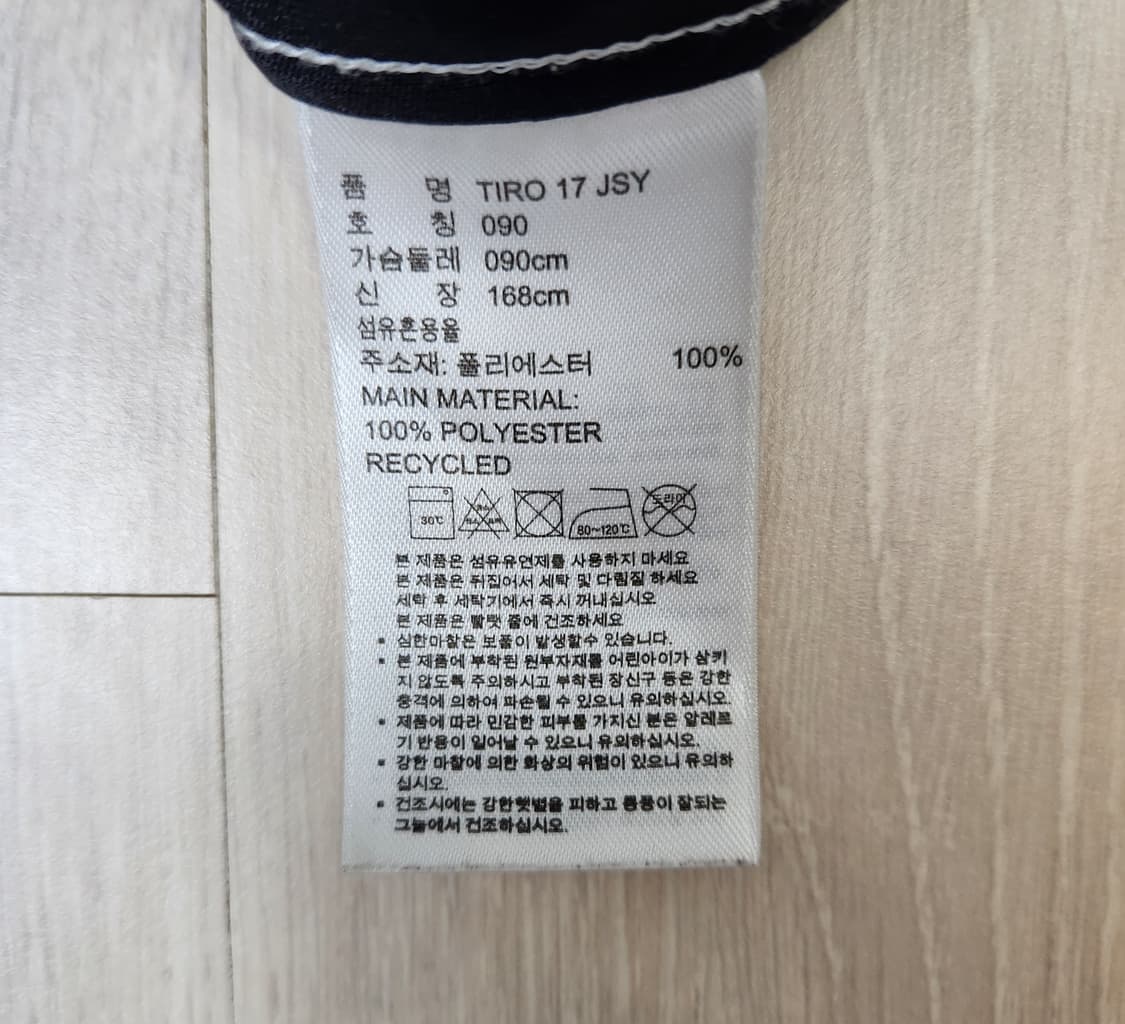 품 명 TIRO 17 JSY
호 칭 090
가슴둘레 090cm
신 장 168cm
섬유혼용율
주소재: 폴리에스터 100%
MAIN MATERIAL:
100% POLYESTER
RECYCLED
30℃ 80~120℃ 드라이
본 제품은 섬유유연제를 사용하지 마세요
본 제품은 뒤집어서 세탁 및 다림질 하세요
세탁 후 세탁기에서 즉시 꺼내십시오
본 제품은 빨랫 줄에 건조하세요
• 심한마찰은 보풀이 발생할수 있습니다.
• 본 제품에 부착된 원부자재를 어린아이가 삼키
지 않도록 주의하시고 부착된 장신구 등은 강한
충격에 의하여 파손될 수 있으니 유의하십시오.
• 제품에 따라 민감한 피부를 가지신 분은 알레르
기 반응이 일어날 수 있으니 유의하십시오.
• 강한 마찰에 의한 화상의 위험이 있으니 유의하
십시오.
• 건조시에는 강한햇볕을 피하고 통풍이 잘되는
그늘에서 건조하십시오.